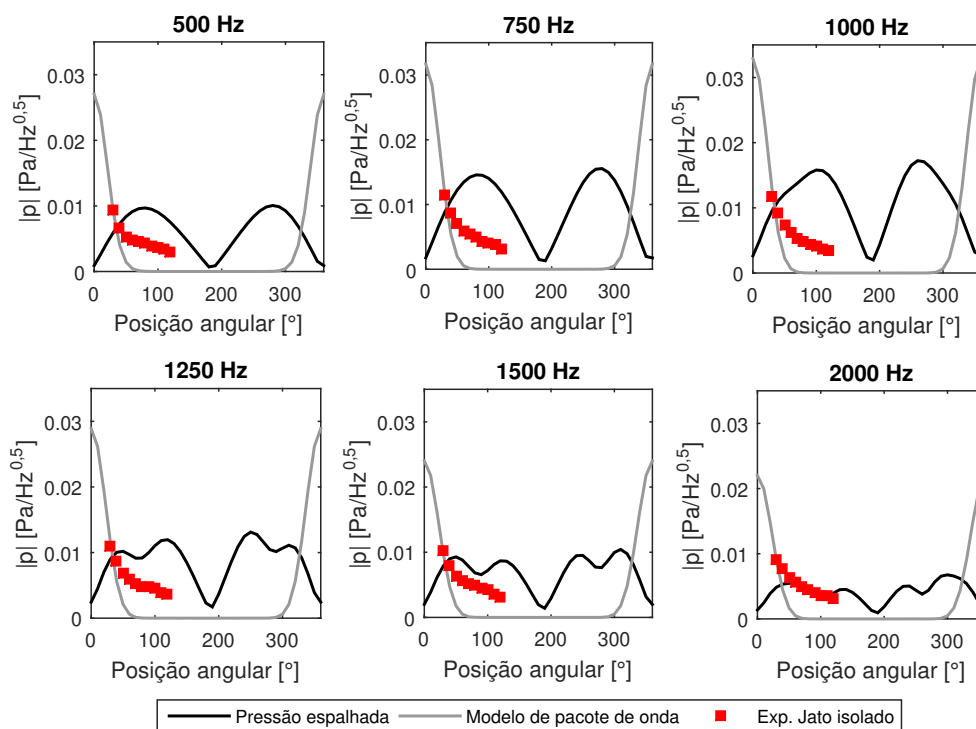 500 Hz
750 Hz
1000 Hz
|p| [Pa/Hz^0,5]
0.03
0.02
0.01
0
0 100 200 300
Posição angular [°]
|p| [Pa/Hz^0,5]
0.03
0.02
0.01
0
0 100 200 300
Posição angular [°]
|p| [Pa/Hz^0,5]
0.03
0.02
0.01
0
0 100 200 300
Posição angular [°]
1250 Hz
1500 Hz
2000 Hz
|p| [Pa/Hz^0,5]
0.03
0.02
0.01
0
0 100 200 300
Posição angular [°]
|p| [Pa/Hz^0,5]
0.03
0.02
0.01
0
0 100 200 300
Posição angular [°]
|p| [Pa/Hz^0,5]
0.03
0.02
0.01
0
0 100 200 300
Posição angular [°]
Pressão espalhada Modelo de pacote de onda Exp. Jato isolado